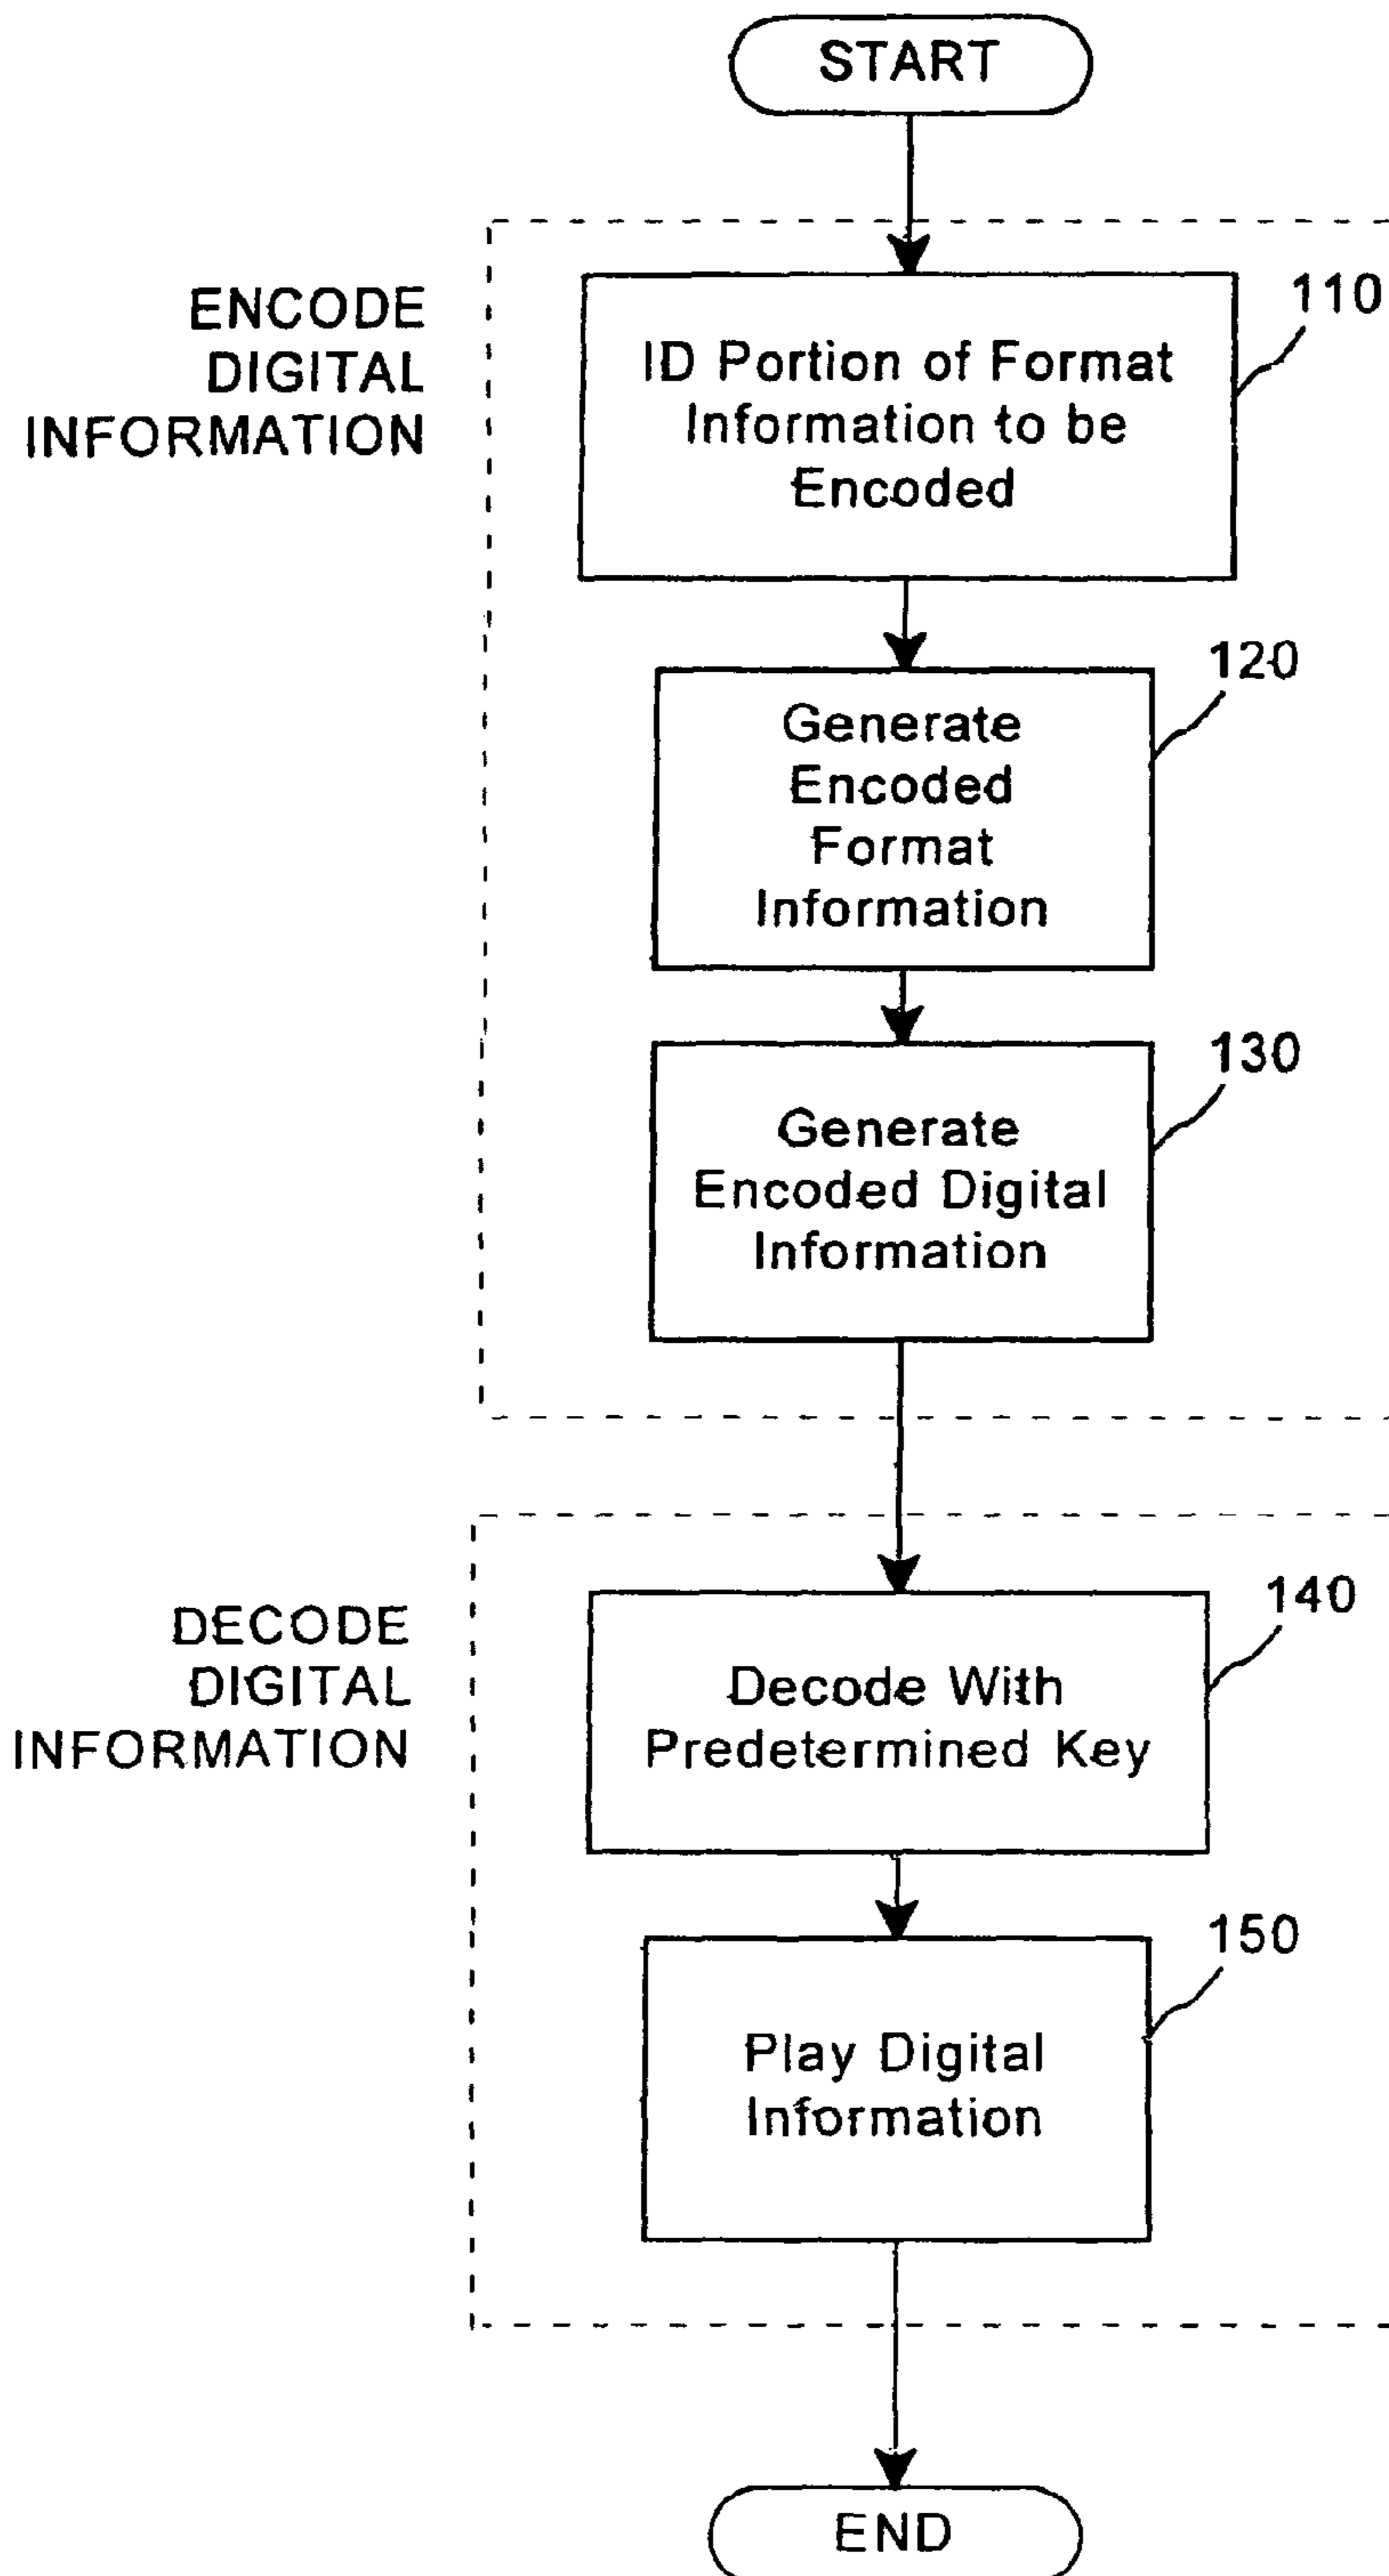 START
ENCODE
DIGITAL
INFORMATION
110
ID Portion of Format
Information to be
Encoded
120
Generate
Encoded
Format
Information
130
Generate
Encoded Digital
Information
DECODE
DIGITAL
INFORMATION
140
Decode With
Predetermined Key
150
Play Digital
Information
END